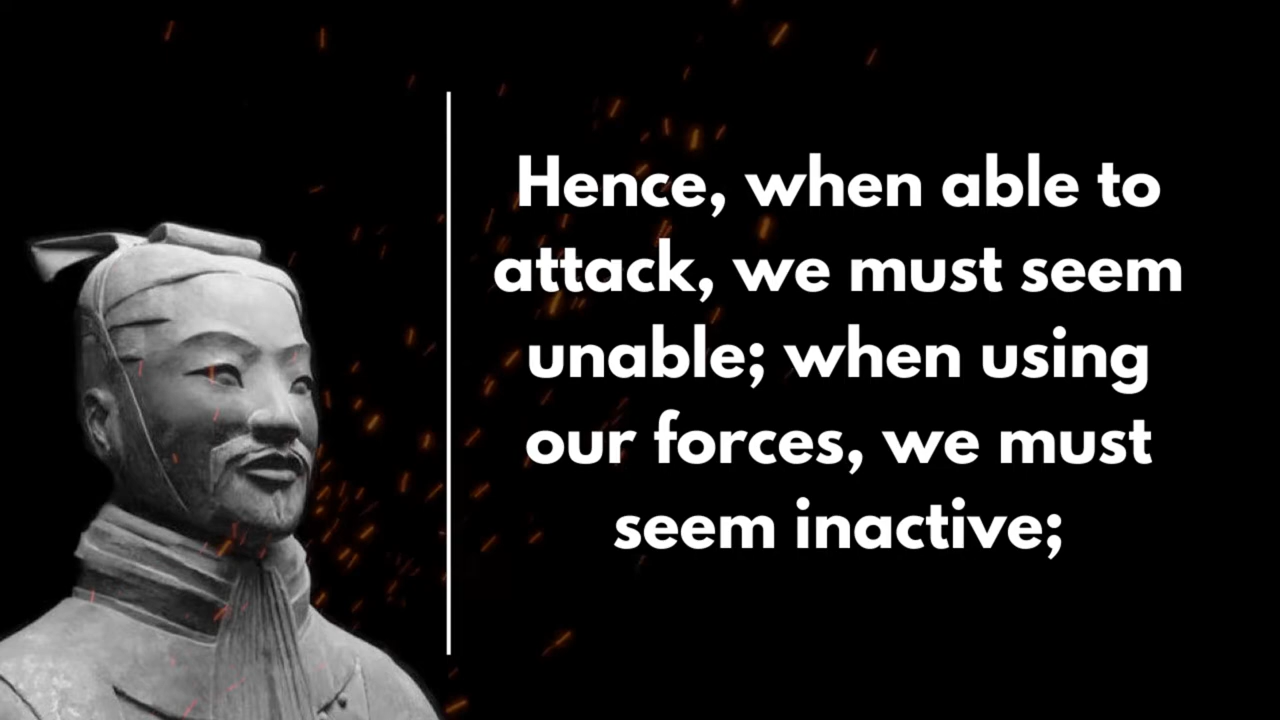 Hence, when able to
attack, we must seem
unable; when using
our forces, we must
seem inactive;